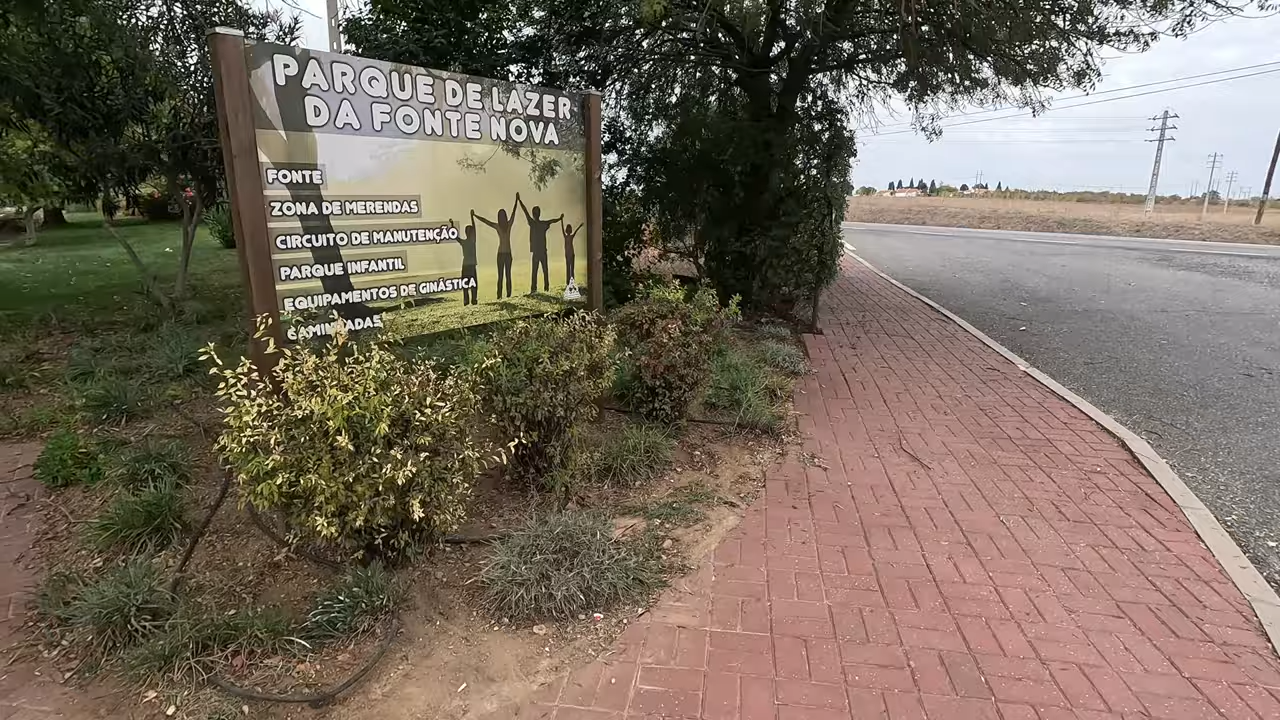 PARQUE DE LAZER
DA FONTE NOVA
FONTE
ZONA DE MERENDAS
CIRCUITO DE MANUTENÇÃO
PARQUE INFANTIL
EQUIPAMENTOS DE GINÁSTICA
CAMINHADAS